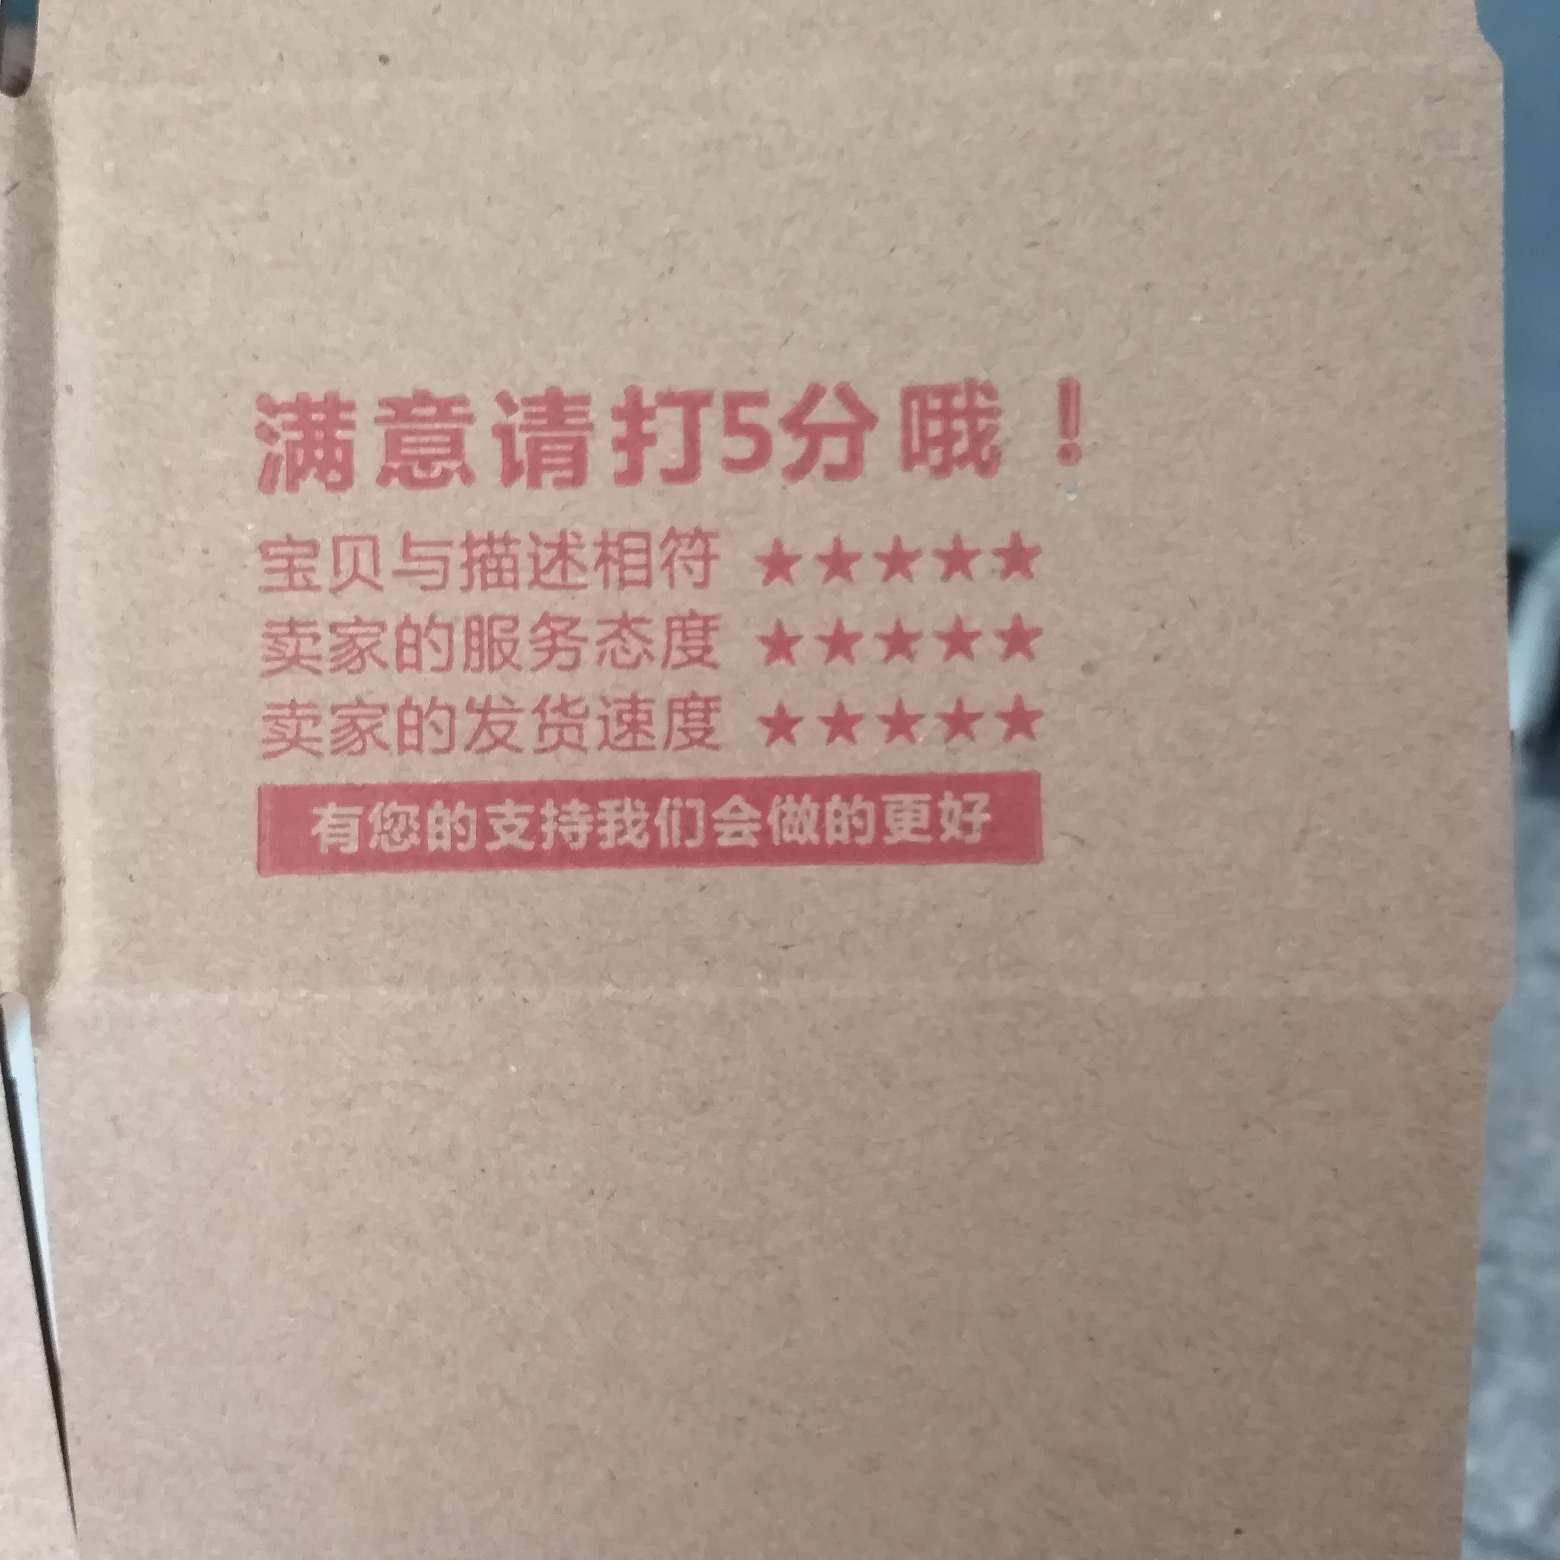 满意请打5分哦！
宝贝与描述相符 ★★★★★
卖家的服务态度 ★★★★★
卖家的发货速度 ★★★★★
有您的支持我们会做的更好